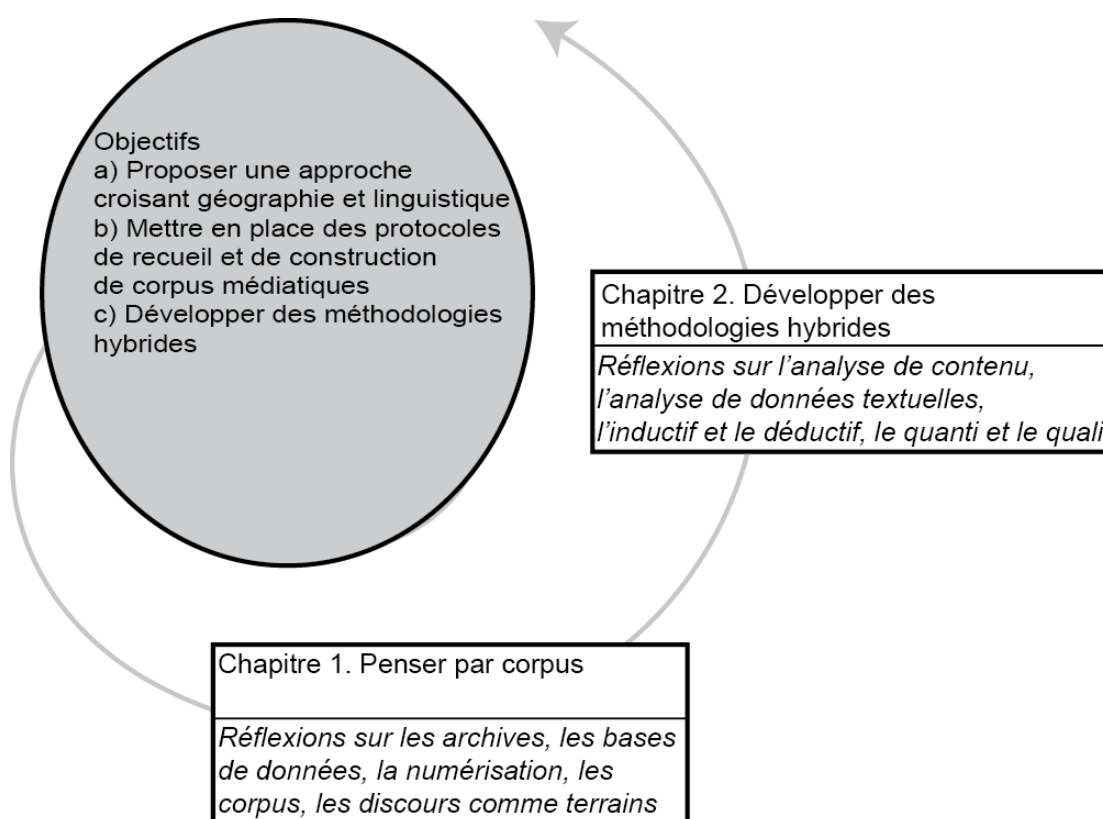 Objectifs
a) Proposer une approche
croisant géographie et linguistique
b) Mettre en place des protocoles
de recueil et de construction
de corpus médiatiques
c) Développer des méthodologies
hybrides
Chapitre 1. Penser par corpus
Réflexions sur les archives, les bases
de données, la numérisation, les
corpus, les discours comme terrains
Chapitre 2. Développer des
méthodologies hybrides
Réflexions sur l’analyse de contenu,
l’analyse de données textuelles,
l’inductif et le déductif, le quanti et le quali